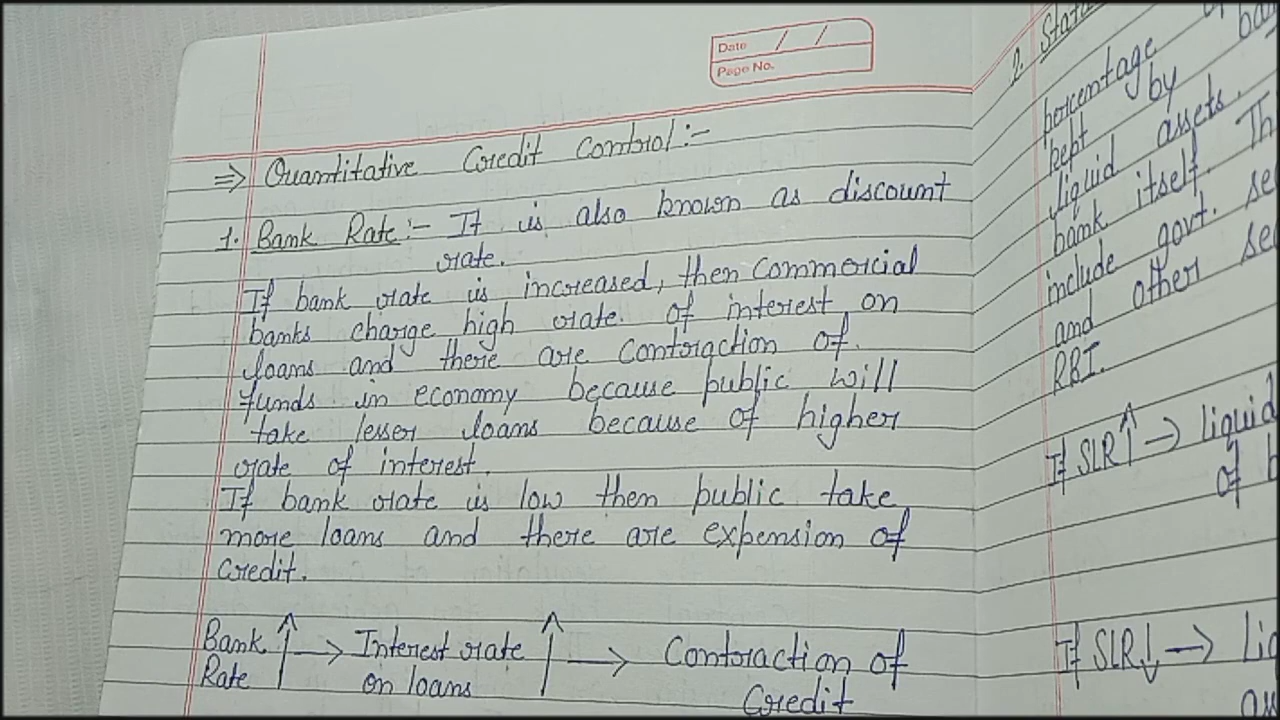 Date / /
Page No.
⇒ Quantitative Credit Control:-
1. Bank Rate:- It is also known as discount
rate.
If bank rate is increased, then commercial
banks charge high rate of interest on
loans and there are contraction of
funds in economy because public will
take lesser loans because of higher
rate of interest.
If bank rate is low then public take
more loans and there are expension of
credit.
Bank Rate ↑ → Interest rate on loans ↑ → Contraction of Credit
2.
percentage
kept by
liquid assets.
bank itself.
include govt.
and other
RBI.
If SLR ↑ → liquid
of
If SLR ↓ →